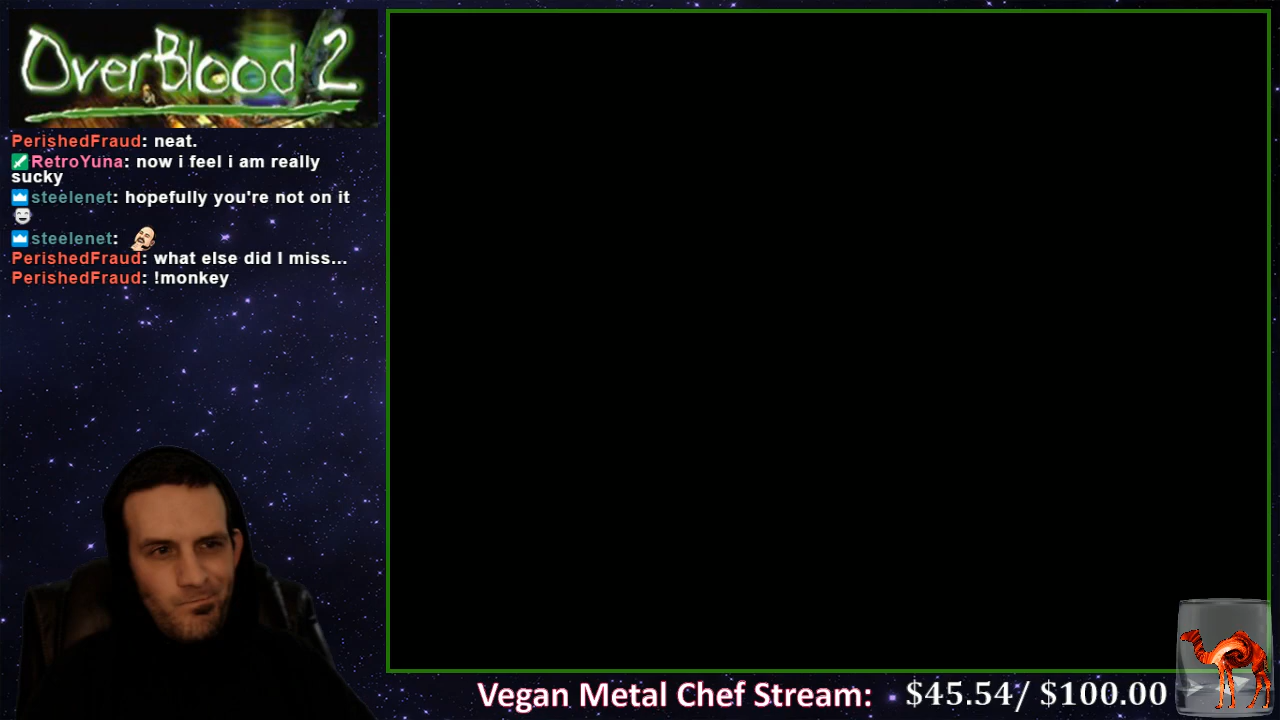 OverBlood 2
PerishedFraud: neat.
RetroYuna: now i feel i am really
sucky
steelenet: hopefully you're not on it
steelenet:
PerishedFraud: what else did I miss...
PerishedFraud: !monkey
Vegan Metal Chef Stream: $45.54/ $100.00